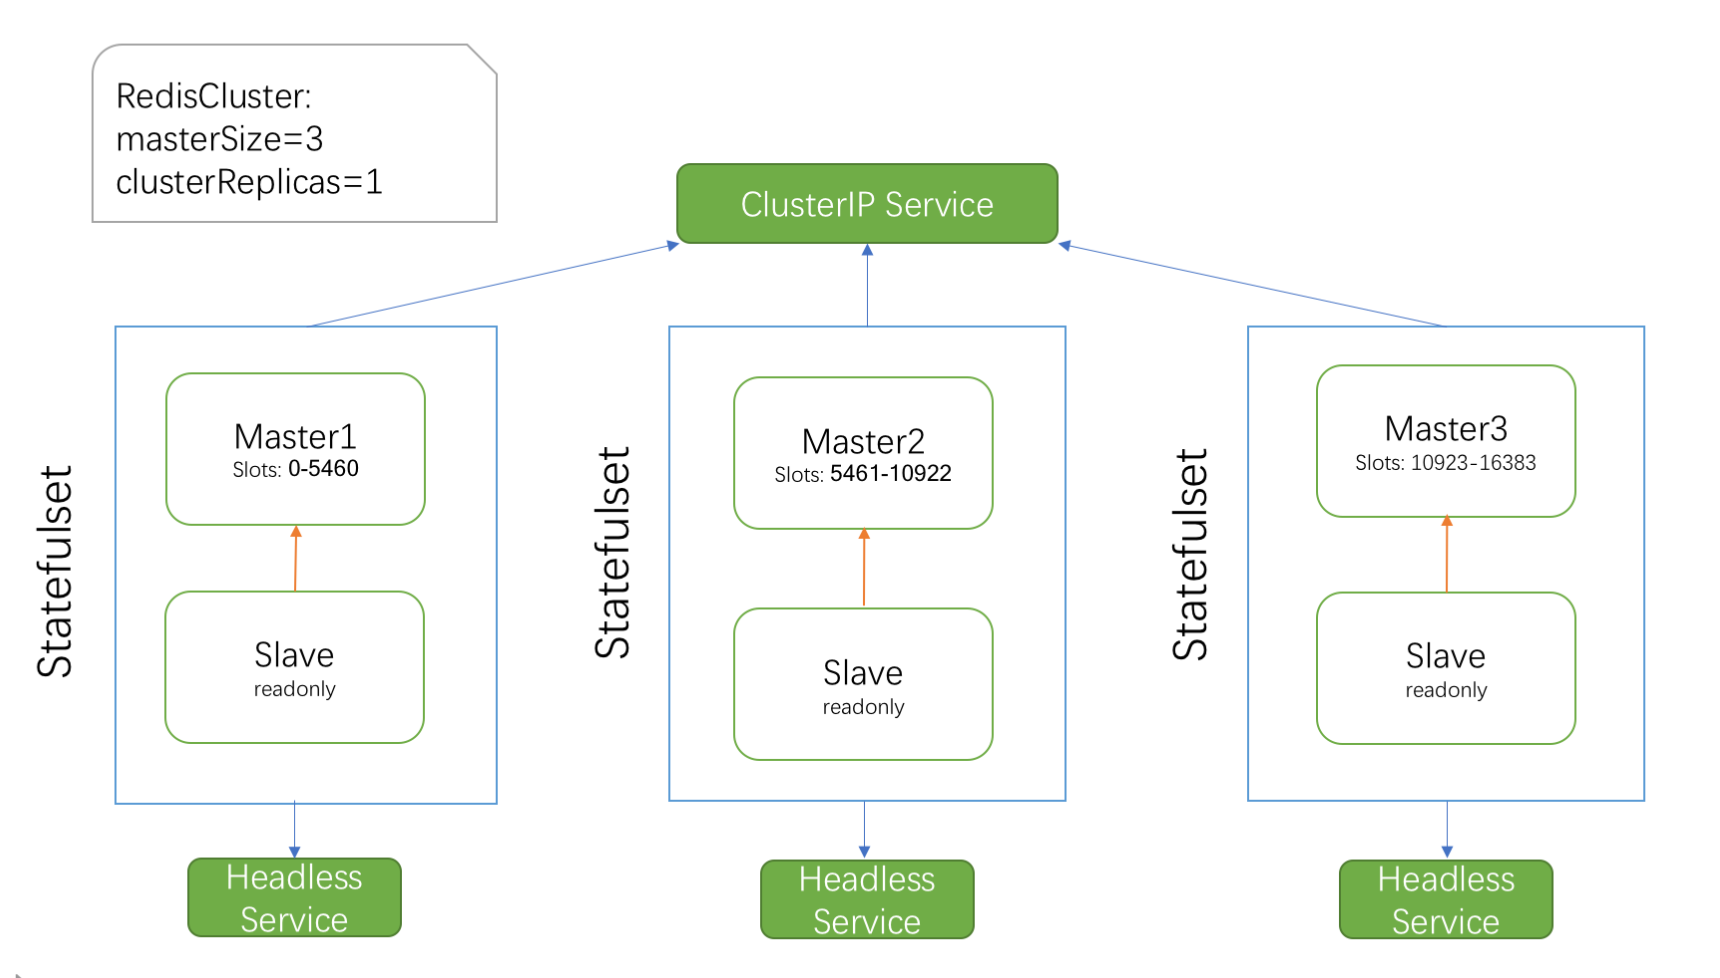 RedisCluster:
masterSize=3
clusterReplicas=1
ClusterIP Service
Statefulset
Master1
Slots: 0-5460
Slave
readonly
Headless
Service
Statefulset
Master2
Slots: 5461-10922
Slave
readonly
Headless
Service
Statefulset
Master3
Slots: 10923-16383
Slave
readonly
Headless
Service